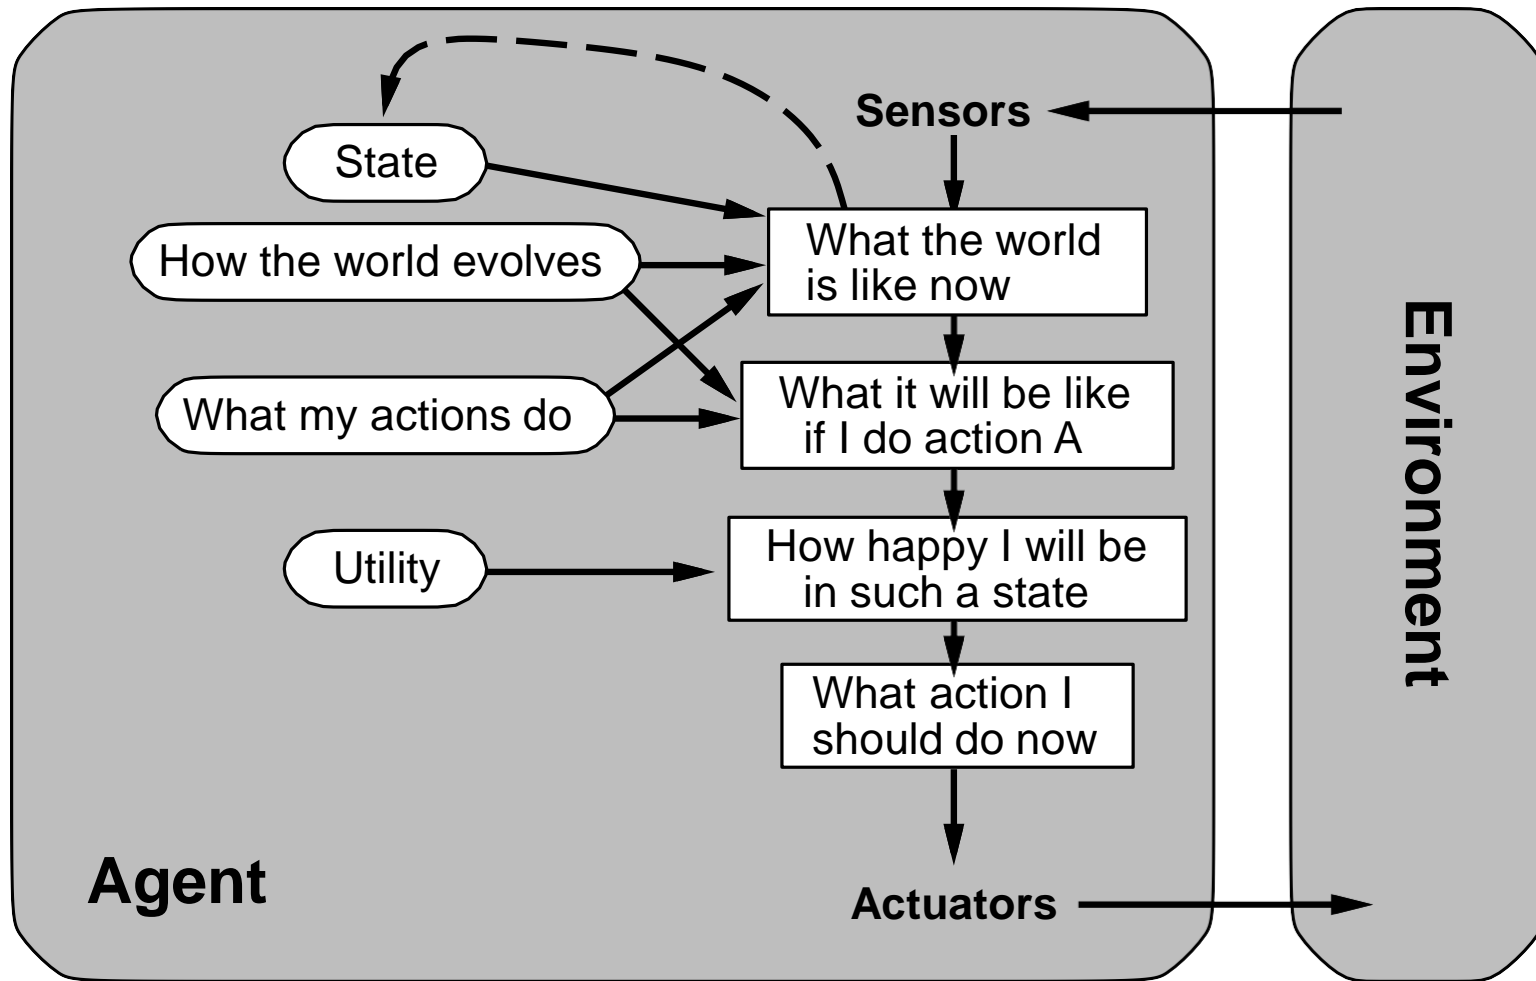 Sensors
State
What the world
is like now
How the world evolves
What my actions do
What it will be like
if I do action A
Utility
How happy I will be
in such a state
What action I
should do now
Agent
Actuators
Environment